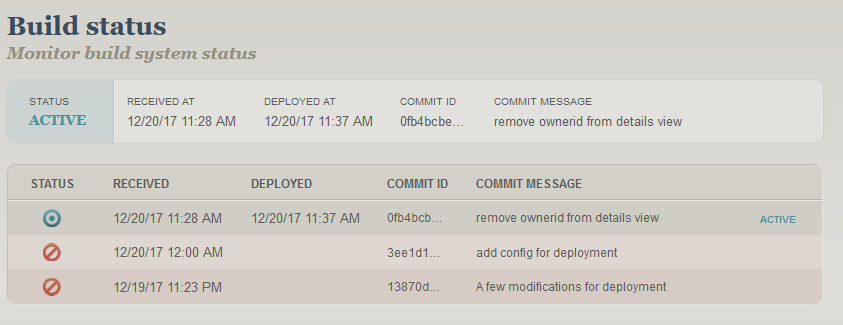 Build status
Monitor build system status
STATUS RECEIVED AT DEPLOYED AT COMMIT ID COMMIT MESSAGE
ACTIVE 12/20/17 11:28 AM 12/20/17 11:37 AM 0fb4bcbe... remove ownerid from details view
STATUS RECEIVED DEPLOYED COMMIT ID COMMIT MESSAGE
12/20/17 11:28 AM 12/20/17 11:37 AM 0fb4bcb... remove ownerid from details view ACTIVE
12/20/17 12:00 AM 3ee1d1... add config for deployment
12/19/17 11:23 PM 13870d... A few modifications for deployment